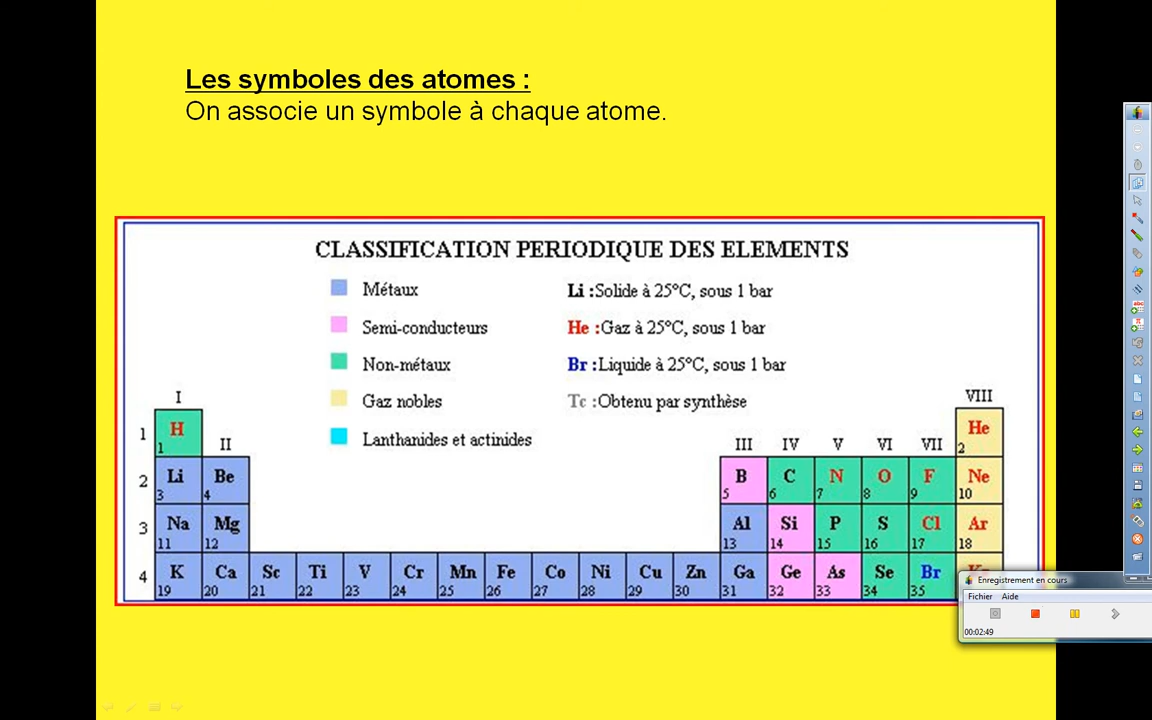 Les symboles des atomes :
On associe un symbole à chaque atome.
CLASSIFICATION PERIODIQUE DES ELEMENTS
Métaux Li :Solide à 25°C, sous 1 bar
Semi-conducteurs He :Gaz à 25°C, sous 1 bar
Non-métaux Br :Liquide à 25°C, sous 1 bar
Gaz nobles Tc :Obtenu par synthèse
Lanthanides et actinides
I VIII
1 H He
1 2
II III IV V VI VII
2 Li Be B C N O F Ne
3 4 5 6 7 8 9 10
3 Na Mg Al Si P S Cl Ar
11 12 13 14 15 16 17 18
4 K Ca Sc Ti V Cr Mn Fe Co Ni Cu Zn Ga Ge As Se Br
19 20 21 22 23 24 25 26 27 28 29 30 31 32 33 34 35
Enregistrement en cours
Fichier Aide
00:02:49